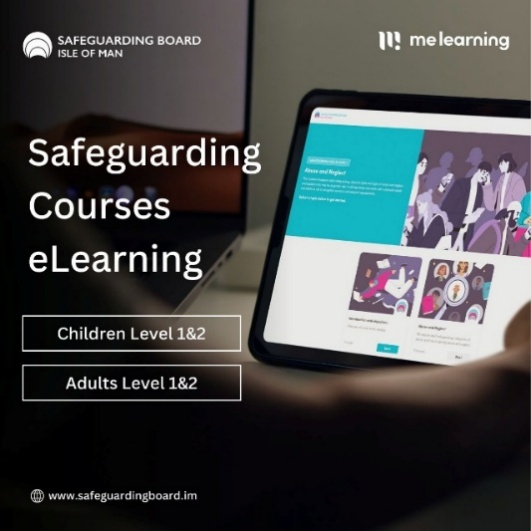 SAFEGUARDING BOARD
ISLE OF MAN
me learning
Safeguarding
Courses
eLearning
Abuse and Neglect
Children Level 1&2
Adults Level 1&2
www.safeguardingboard.im